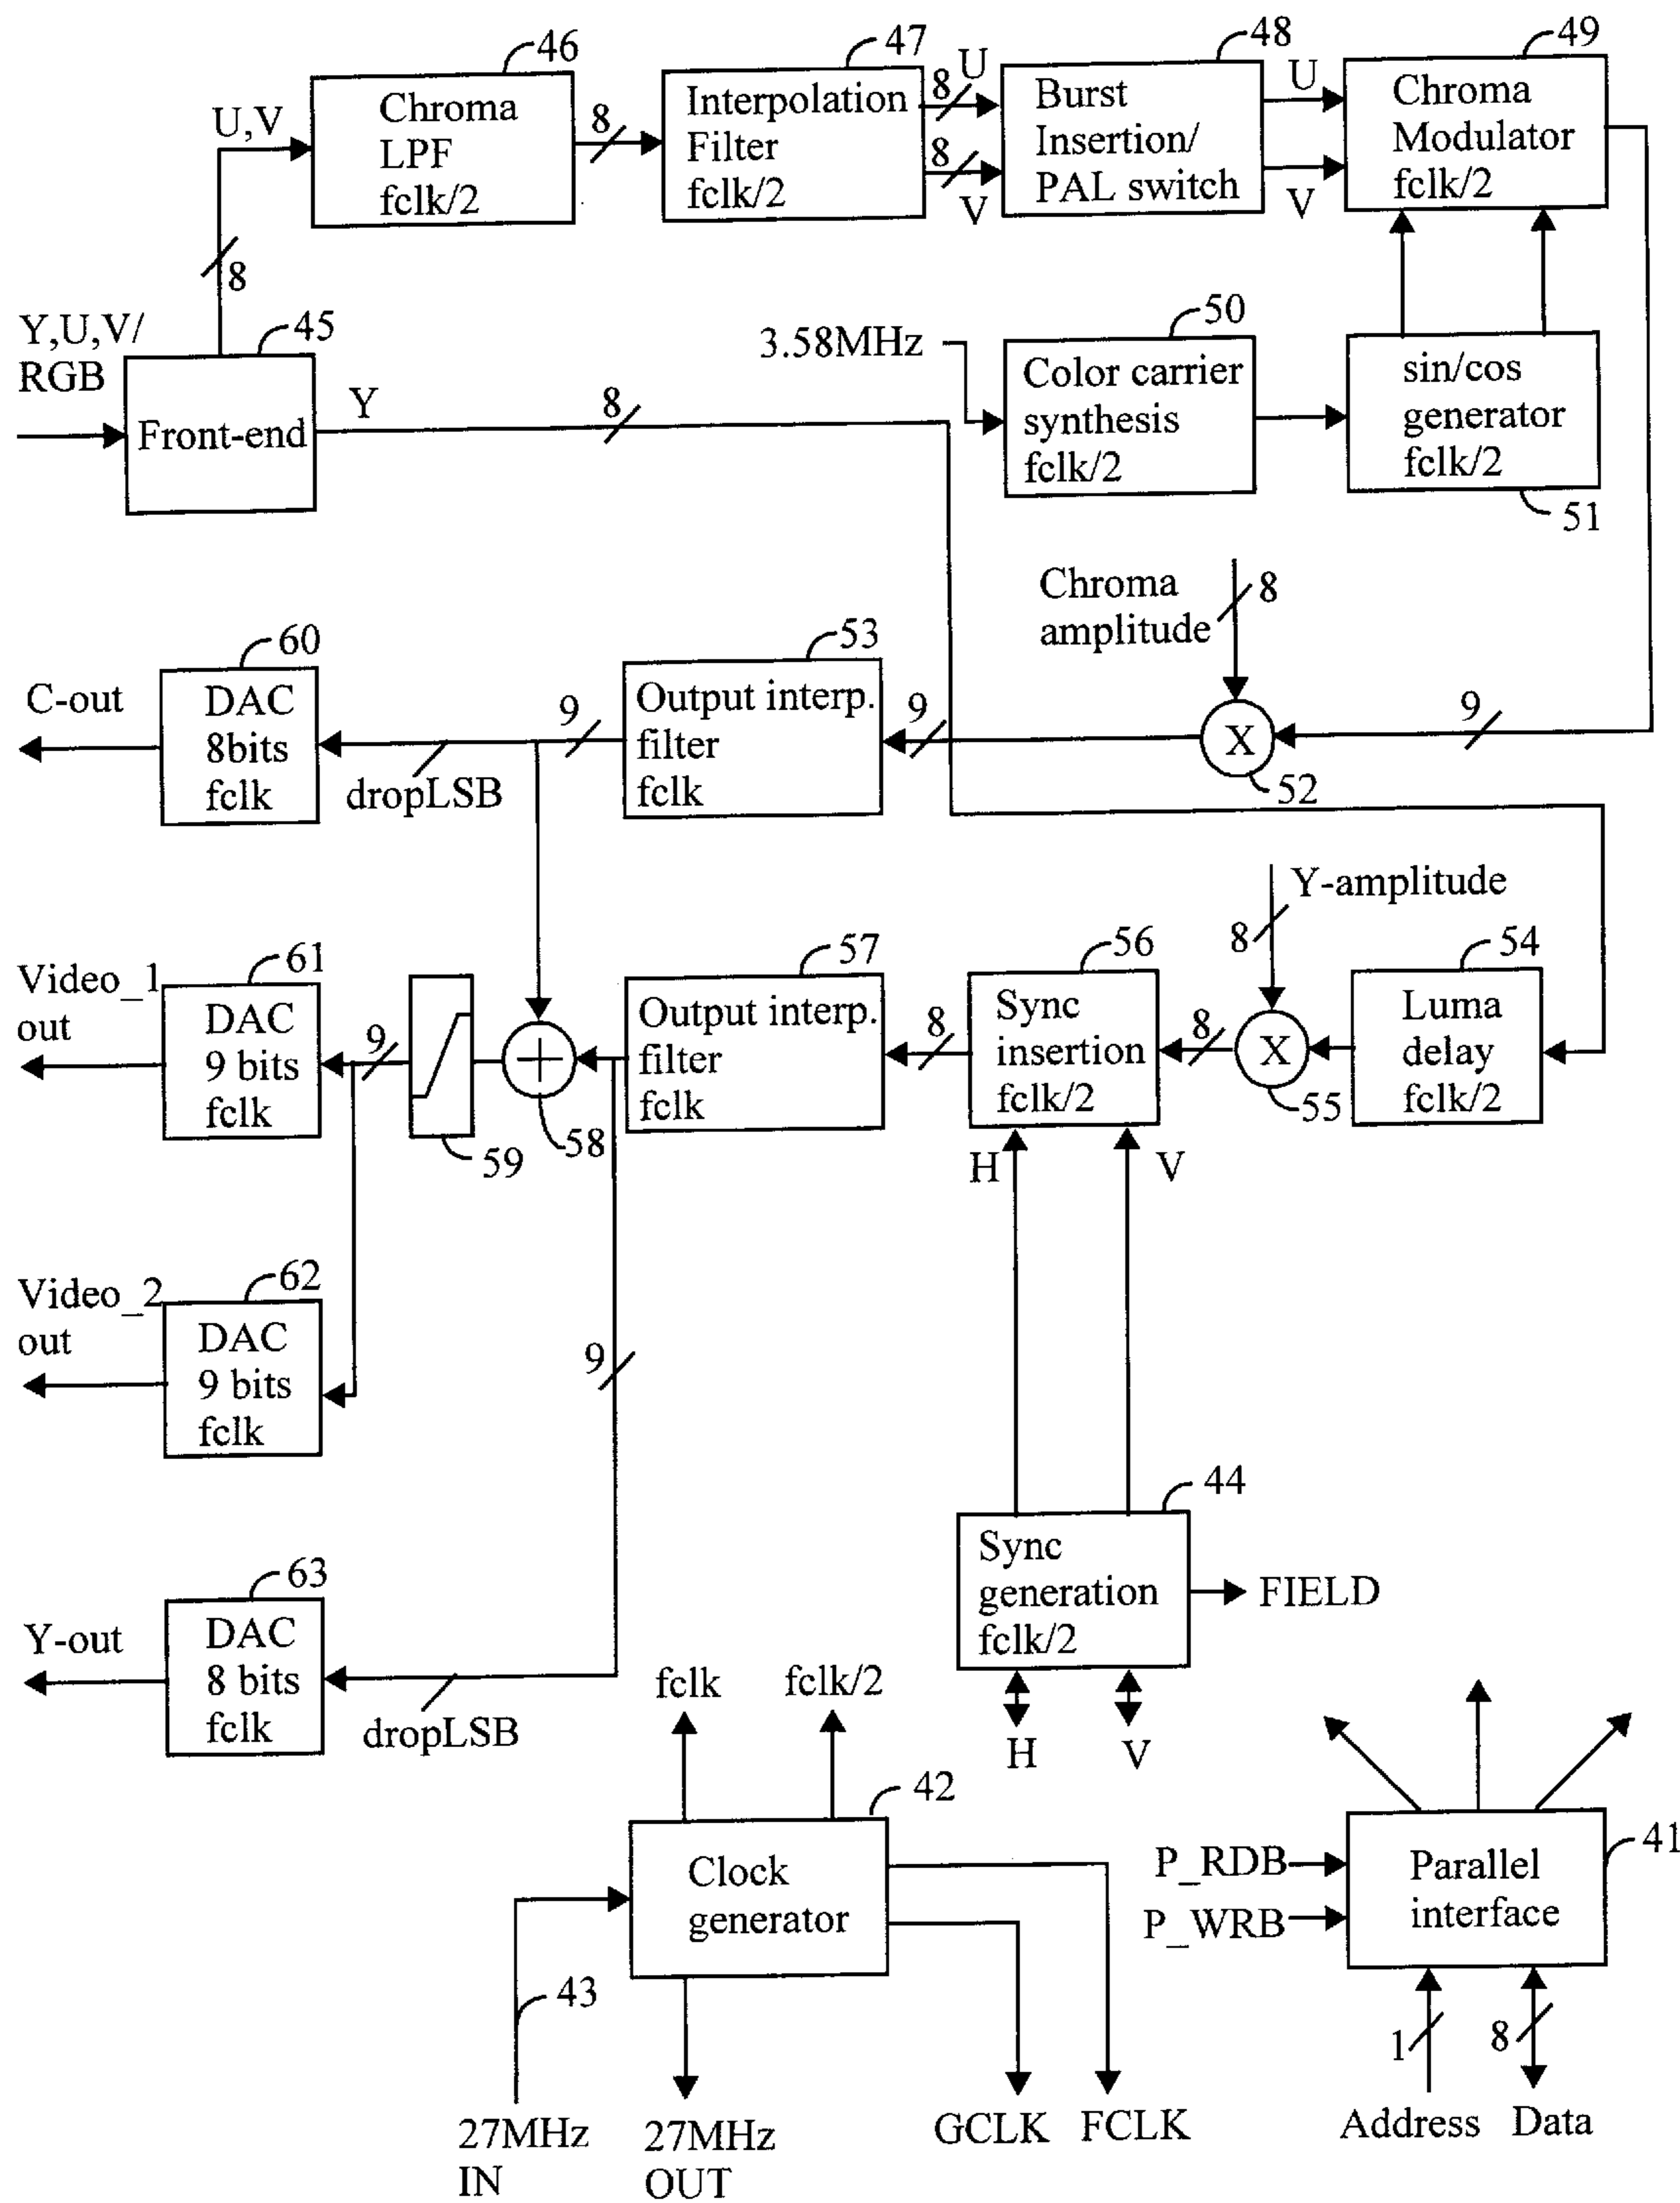 46
47
48
49
U,V
Chroma
LPF
fclk/2
8
Interpolation
Filter
fclk/2
8
U
8
V
Burst
Insertion/
PAL switch
U
V
Chroma
Modulator
fclk/2
8
Y,U,V/
RGB
45
Front-end
Y
8
3.58MHz
50
Color carrier
synthesis
fclk/2
sin/cos
generator
fclk/2
51
Chroma
amplitude
8
60
C-out
DAC
8bits
fclk
dropLSB
9
53
Output interp.
filter
fclk
9
X
52
9
Y-amplitude
8
61
Video_1
out
DAC
9 bits
fclk
9
59
58
57
Output interp.
filter
fclk
8
56
Sync
insertion
fclk/2
8
X
55
54
Luma
delay
fclk/2
H
V
62
Video_2
out
DAC
9 bits
fclk
9
44
Sync
generation
fclk/2
FIELD
H
V
63
Y-out
DAC
8 bits
fclk
dropLSB
fclk
fclk/2
42
Clock
generator
43
27MHz
IN
27MHz
OUT
GCLK
FCLK
41
P_RDB
P_WRB
Parallel
interface
1
8
Address
Data